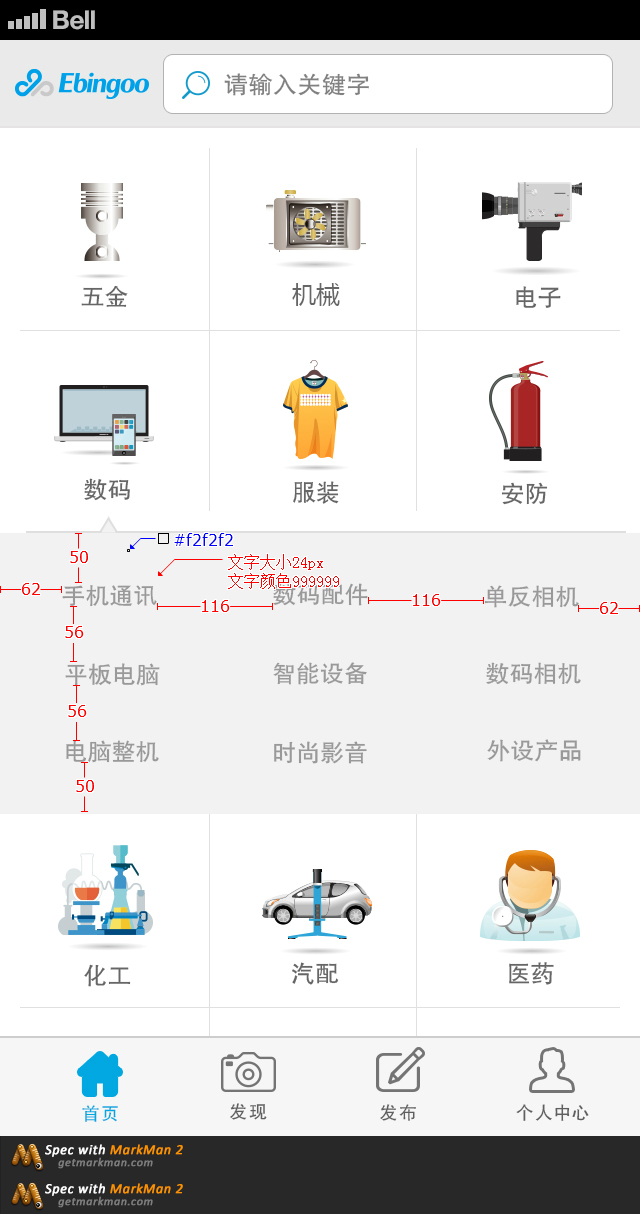 Bell
Ebingoo 请输入关键字
五金 机械 电子
数码 服装 安防
#f2f2f2
50 文字大小24px
文字颜色999999
62 手机通讯 116 数码配件 116 单反相机 62
56
平板电脑 智能设备 数码相机
56
电脑整机 时尚影音 外设产品
50
化工 汽配 医药
首页 发现 发布 个人中心
Spec with MarkMan 2
getmarkman.com
Spec with MarkMan 2
getmarkman.com